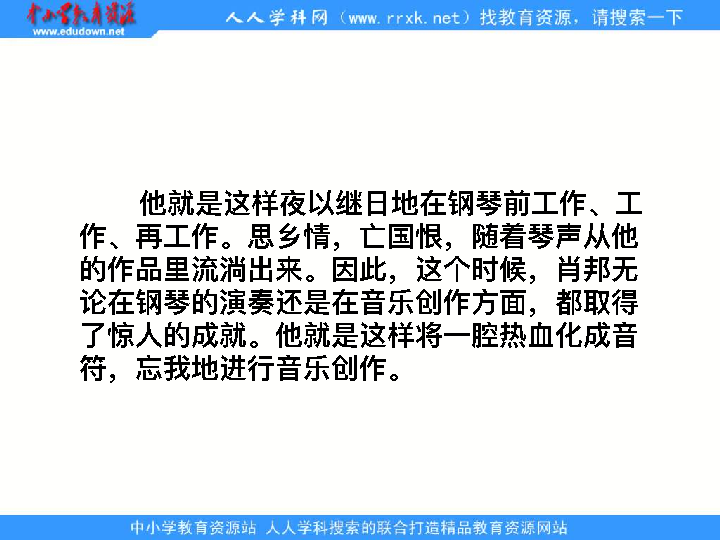 中小学教育资源
www.edudown.net
人人学科网（www.rrxk.net）找教育资源，请搜索一下
他就是这样夜以继日地在钢琴前工作、工
作、再工作。思乡情，亡国恨，随着琴声从他
的作品里流淌出来。因此，这个时候，肖邦无
论在钢琴的演奏还是在音乐创作方面，都取得
了惊人的成就。他就是这样将一腔热血化成音
符，忘我地进行音乐创作。
中小学教育资源站 人人学科搜索的联合打造精品教育资源网站